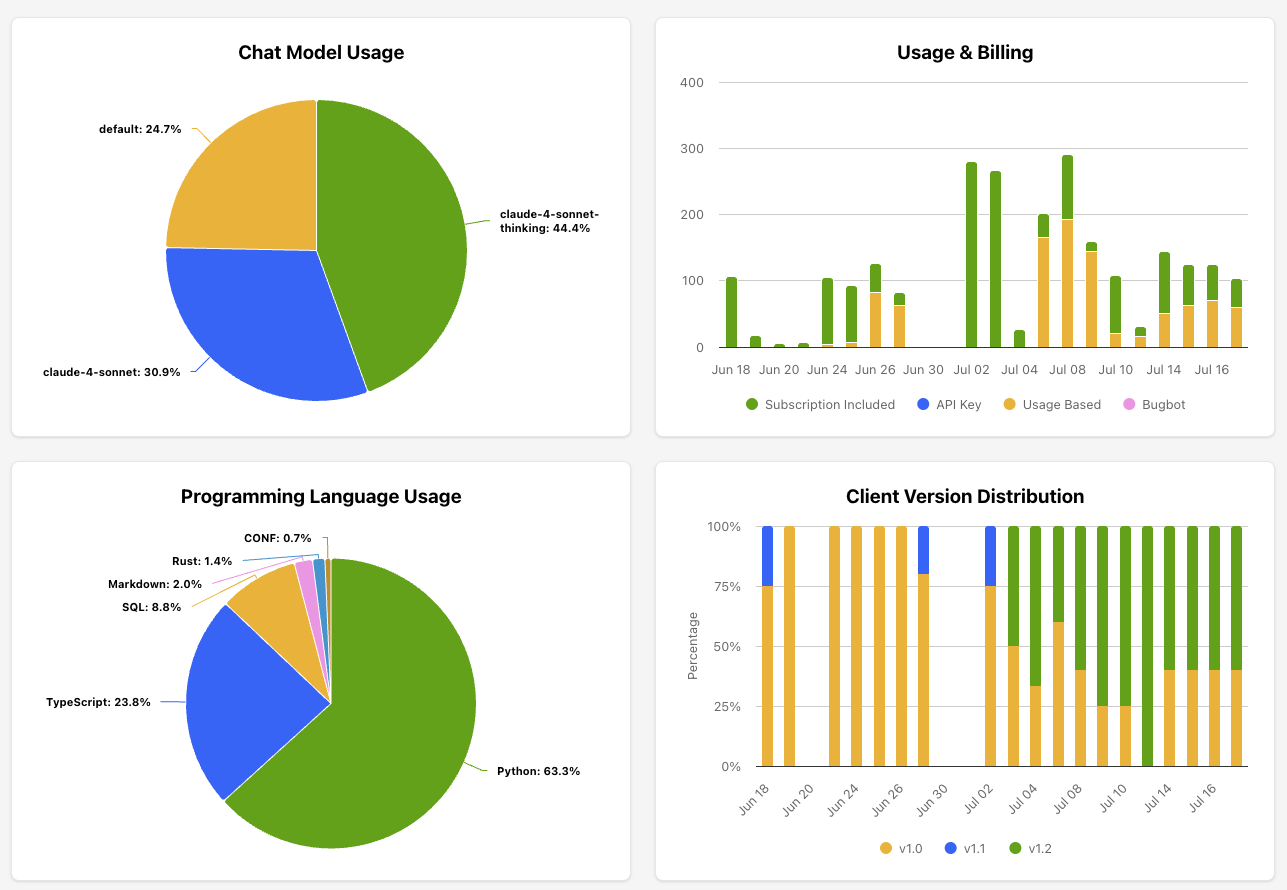 Chat Model Usage
default: 24.7%
claude-4-sonnet-
thinking: 44.4%
claude-4-sonnet: 30.9%
Usage & Billing
400
300
200
100
0
Jun 18 Jun 20 Jun 24 Jun 26 Jun 30 Jul 02 Jul 04 Jul 08 Jul 10 Jul 14 Jul 16
Subscription Included API Key Usage Based Bugbot
Programming Language Usage
CONF: 0.7%
Rust: 1.4%
Markdown: 2.0%
SQL: 8.8%
TypeScript: 23.8%
Python: 63.3%
Client Version Distribution
100%
75%
50%
25%
0%
Percentage
Jun 18 Jun 20 Jun 24 Jun 26 Jun 30 Jul 02 Jul 04 Jul 08 Jul 10 Jul 14 Jul 16
v1.0 v1.1 v1.2